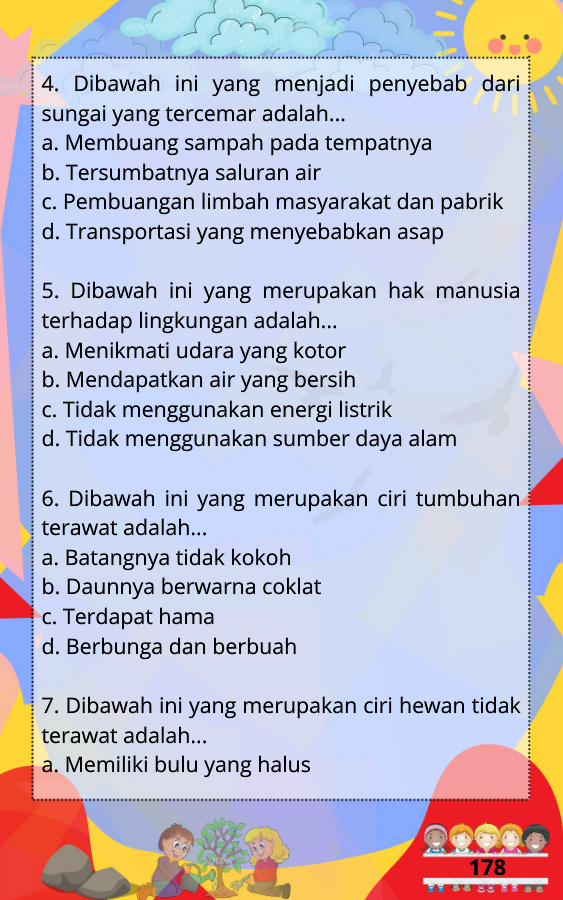 4. Dibawah ini yang menjadi penyebab dari
sungai yang tercemar adalah...
a. Membuang sampah pada tempatnya
b. Tersumbatnya saluran air
c. Pembuangan limbah masyarakat dan pabrik
d. Transportasi yang menyebabkan asap
5. Dibawah ini yang merupakan hak manusia
terhadap lingkungan adalah...
a. Menikmati udara yang kotor
b. Mendapatkan air yang bersih
c. Tidak menggunakan energi listrik
d. Tidak menggunakan sumber daya alam
6. Dibawah ini yang merupakan ciri tumbuhan
terawat adalah...
a. Batangnya tidak kokoh
b. Daunnya berwarna coklat
c. Terdapat hama
d. Berbunga dan berbuah
7. Dibawah ini yang merupakan ciri hewan tidak
terawat adalah...
a. Memiliki bulu yang halus
178